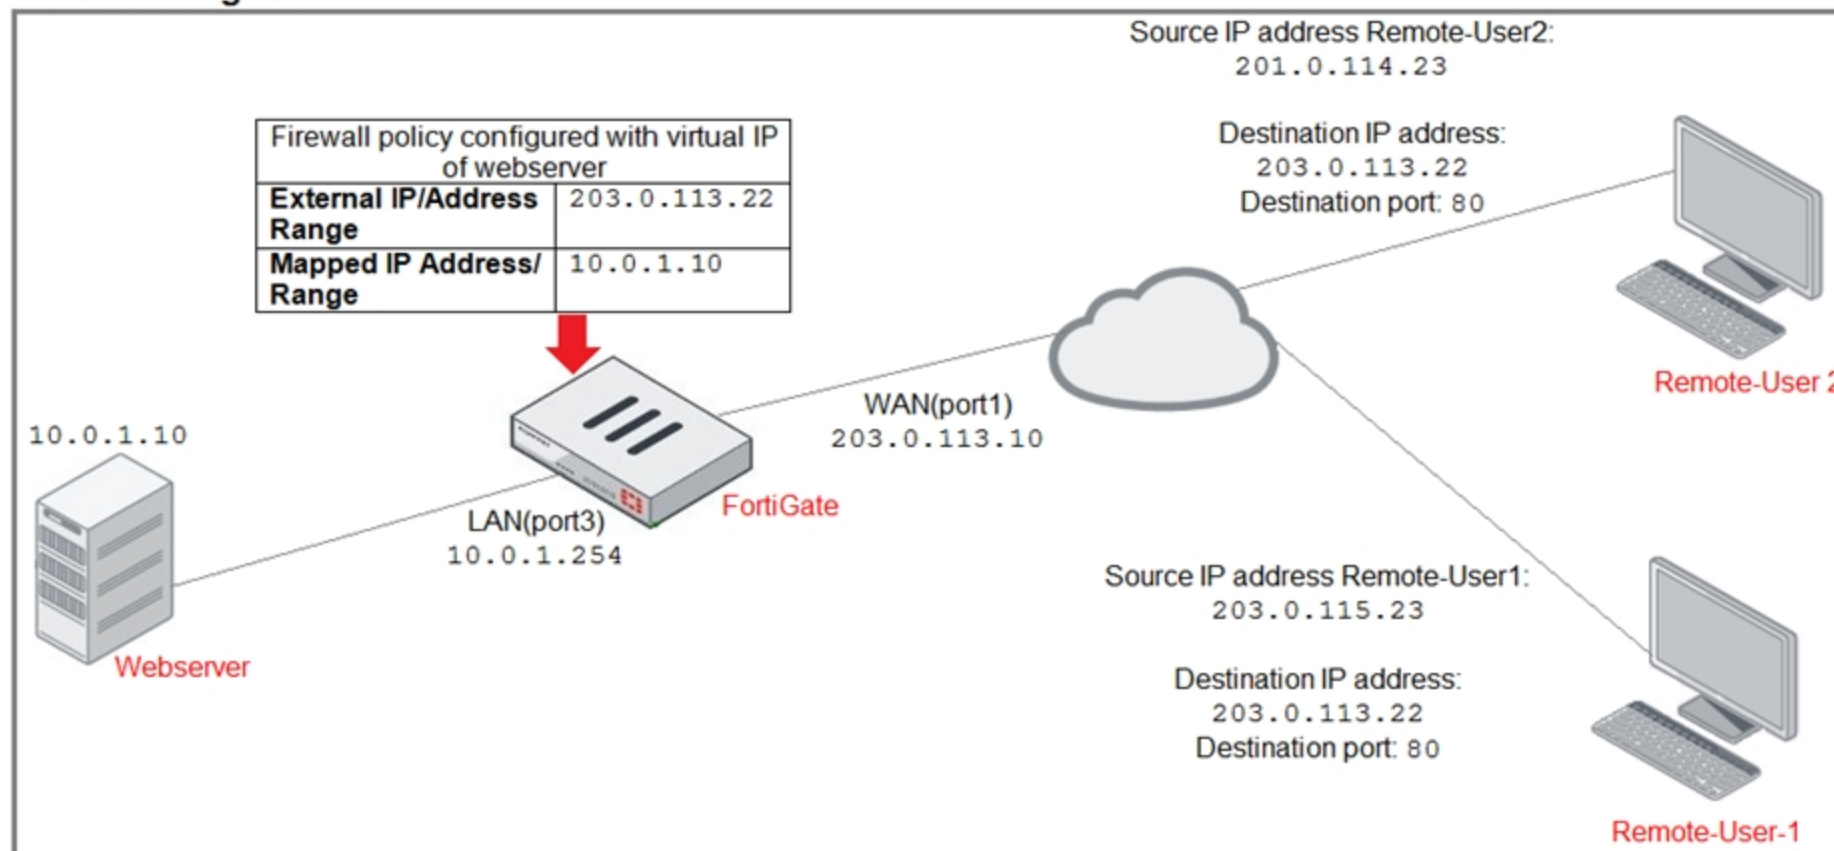 Source IP address Remote-User2:
201.0.114.23
Destination IP address:
203.0.113.22
Destination port: 80
Firewall policy configured with virtual IP
of webserver
External IP/Address
Range
203.0.113.22
Mapped IP Address/
Range
10.0.1.10
WAN(port1)
203.0.113.10
Remote-User 2
10.0.1.10
FortiGate
LAN(port3)
10.0.1.254
Webserver
Source IP address Remote-User1:
203.0.115.23
Destination IP address:
203.0.113.22
Destination port: 80
Remote-User-1